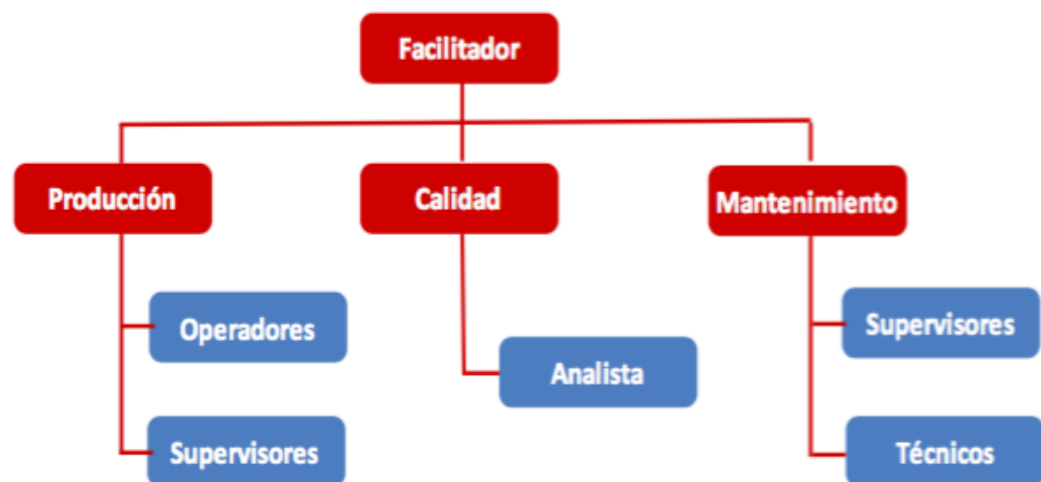 Facilitador
Producción
Calidad
Mantenimiento
Operadores
Supervisores
Analista
Supervisores
Técnicos